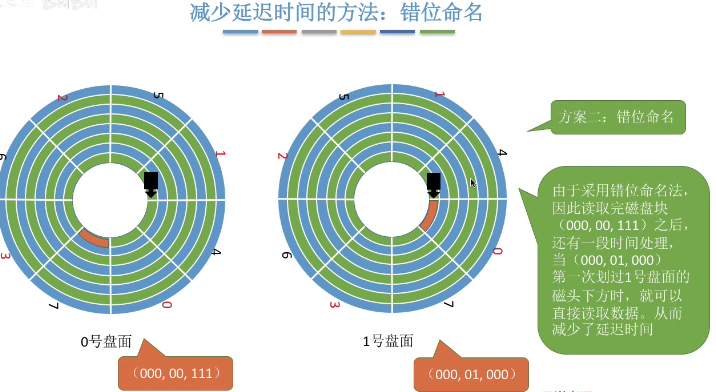 减少延迟时间的方法：错位命名
2
5
6
1
3
4
7
0
5
1
2
4
6
0
3
7
0号盘面
1号盘面
（000, 00, 111）
（000, 01, 000）
方案二：错位命名
由于采用错位命名法，
因此读取完磁盘块
（000, 00, 111）之后，
还有一段时间处理，
当（000, 01, 000）
第一次划过1号盘面的
磁头下方时，就可以
直接读取数据。从而
减少了延迟时间